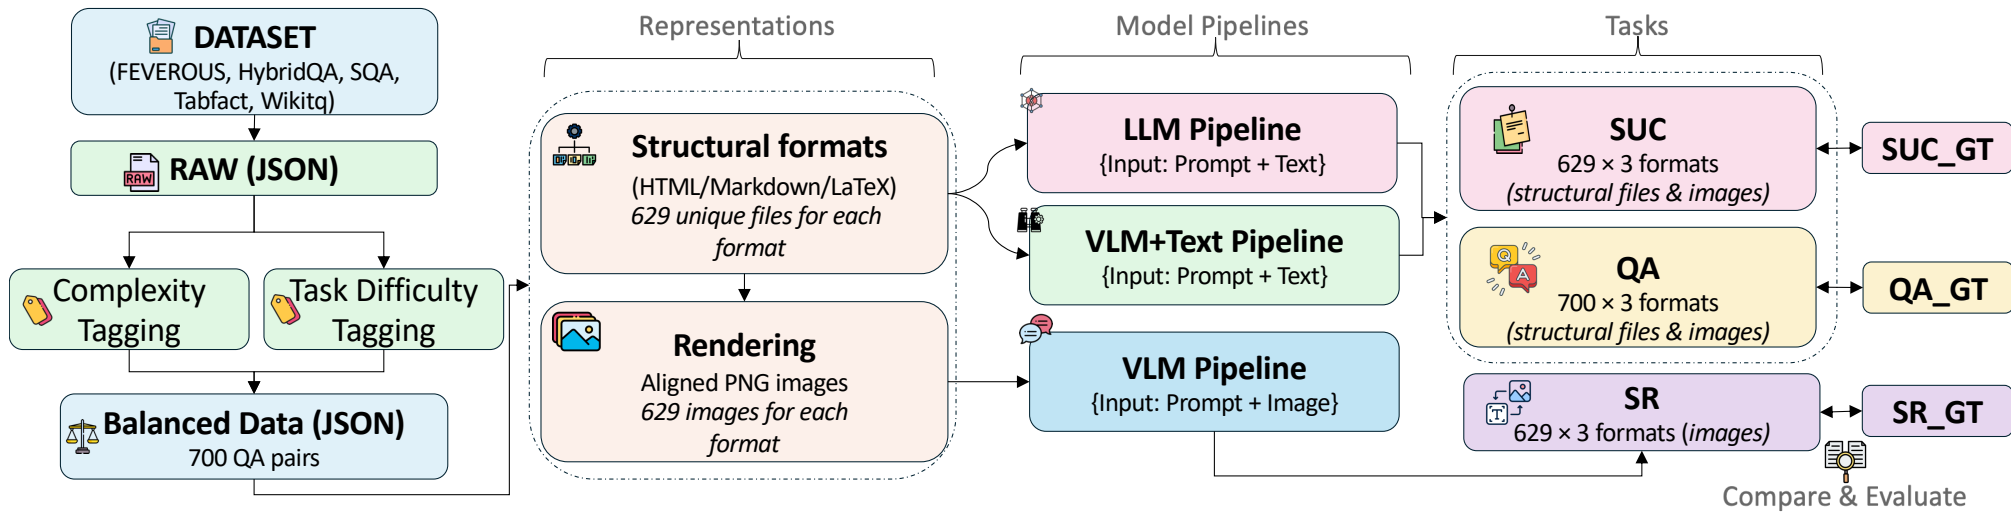 DATASET
(FEVEROUS, HybridQA, SQA,
Tabfact, Wikitq)
RAW
RAW (JSON)
Complexity
Tagging
Task Difficulty
Tagging
Balanced Data (JSON)
700 QA pairs
Representations
Structural formats
(HTML/Markdown/LaTeX)
629 unique files for each
format
Rendering
Aligned PNG images
629 images for each
format
Model Pipelines
LLM Pipeline
{Input: Prompt + Text}
VLM+Text Pipeline
{Input: Prompt + Text}
VLM Pipeline
{Input: Prompt + Image}
Tasks
SUC
629 × 3 formats
(structural files & images)
Q
A
QA
700 × 3 formats
(structural files & images)
T
SR
629 × 3 formats (images)
SUC_GT
QA_GT
SR_GT
Compare & Evaluate